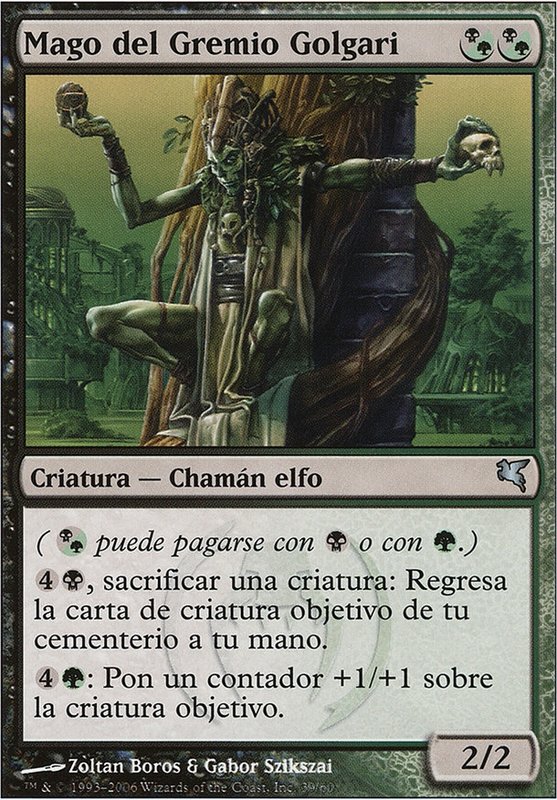 Mago del Gremio Golgari
Criatura — Chamán elfo
( puede pagarse con o con .)
4 , sacrificar una criatura: Regresa
la carta de criatura objetivo de tu
cementerio a tu mano.
4 : Pon un contador +1/+1 sobre
la criatura objetivo.
2/2
Zoltan Boros & Gabor Szikszai
™ & © 1993–2006 Wizards of the Coast, Inc. 39/60